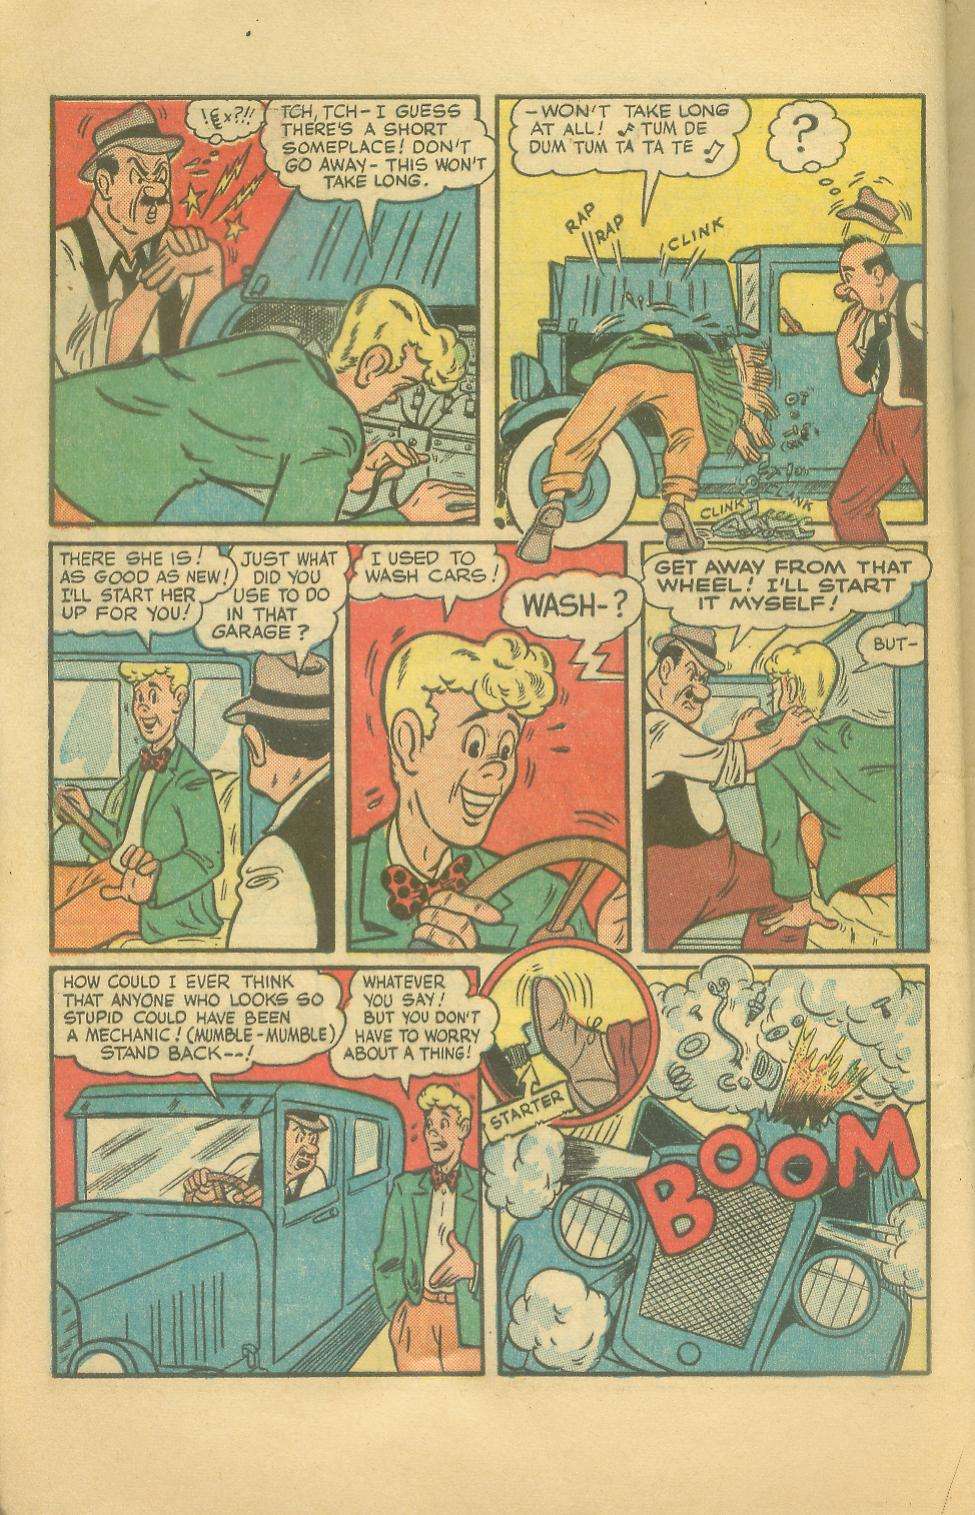 !&x?!!
TCH, TCH - I GUESS
THERE'S A SHORT
SOMEPLACE! DON'T
GO AWAY - THIS WON'T
TAKE LONG.
- WON'T TAKE LONG
AT ALL! ♪ TUM DE
DUM TUM TA TA TE ♪
?
RAP
RAP
CLINK
CLINK
CLANK
THERE SHE IS!
AS GOOD AS NEW!
I'LL START HER
UP FOR YOU!
JUST WHAT
DID YOU
USE TO DO
IN THAT
GARAGE?
I USED TO
WASH CARS!
WASH-?
GET AWAY FROM THAT
WHEEL! I'LL START
IT MYSELF!
BUT-
HOW COULD I EVER THINK
THAT ANYONE WHO LOOKS SO
STUPID COULD HAVE BEEN
A MECHANIC! (MUMBLE-MUMBLE)
STAND BACK--!
WHATEVER
YOU SAY!
BUT YOU DON'T
HAVE TO WORRY
ABOUT A THING!
STARTER
BOOM